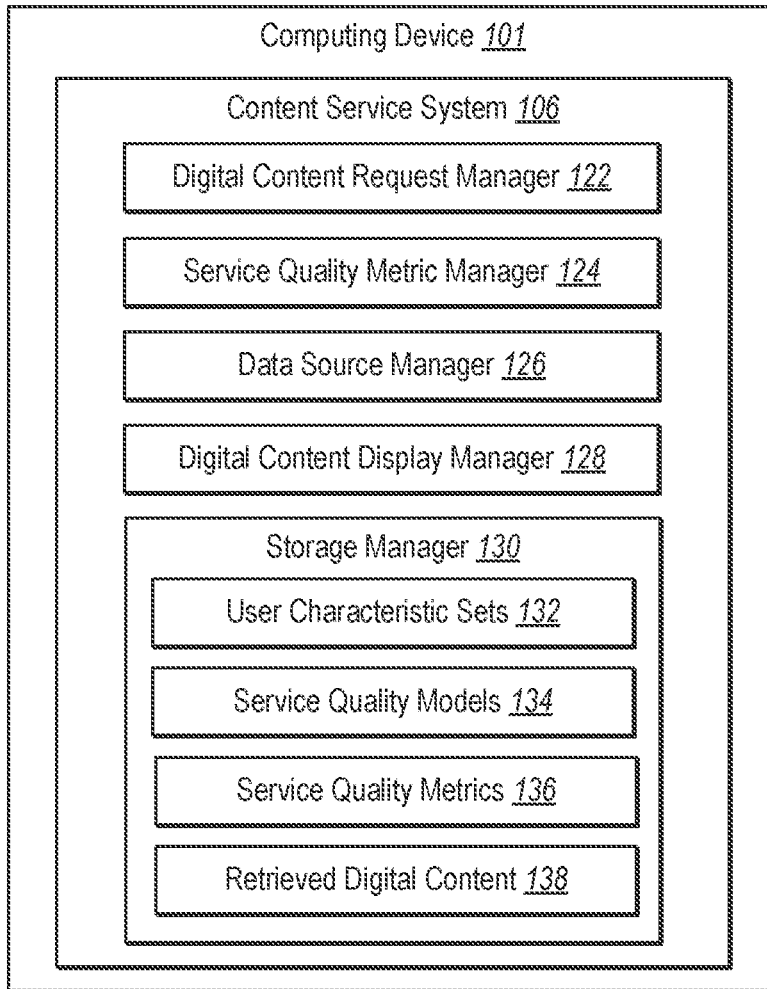 Computing Device 101
Content Service System 106
Digital Content Request Manager 122
Service Quality Metric Manager 124
Data Source Manager 126
Digital Content Display Manager 128
Storage Manager 130
User Characteristic Sets 132
Service Quality Models 134
Service Quality Metrics 136
Retrieved Digital Content 138